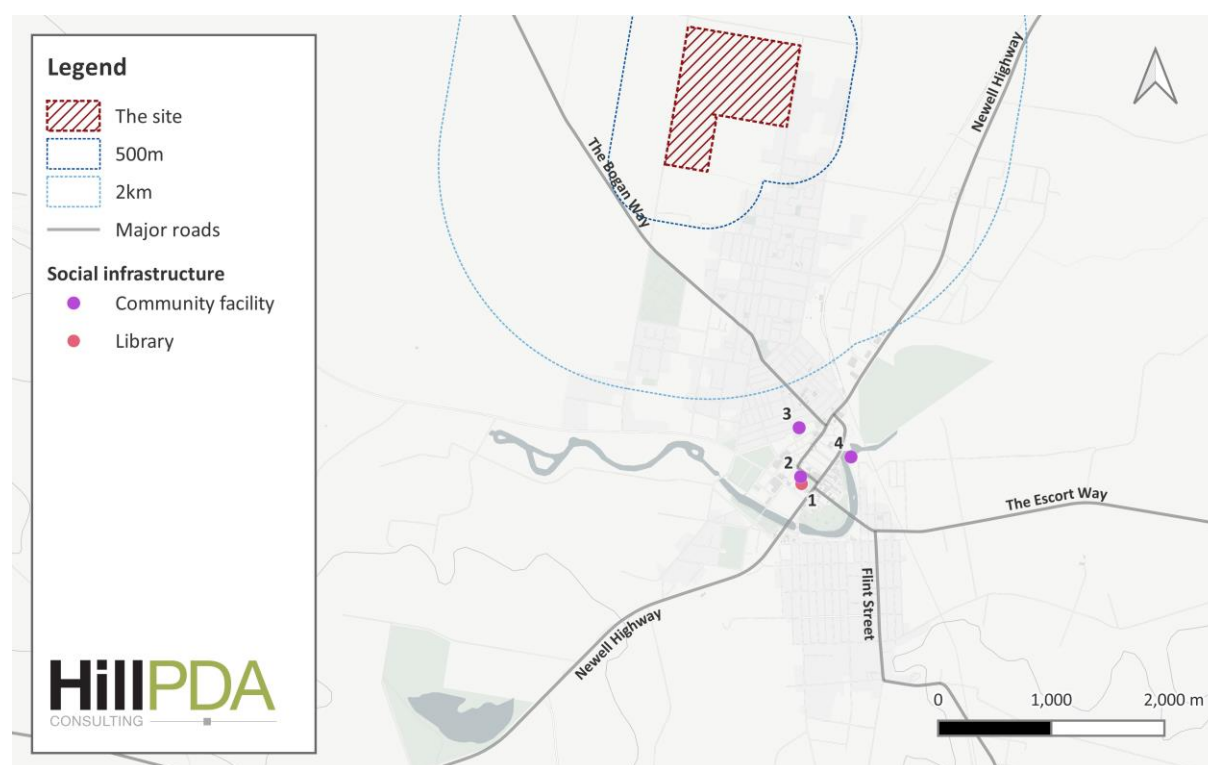 Legend
The site
500m
2km
Major roads
Social infrastructure
Community facility
Library
HillPDA
CONSULTING
The Bogan Way
Newell Highway
3
4
2
1
The Escort Way
Flint Street
Newell Highway
0 1,000 2,000 m